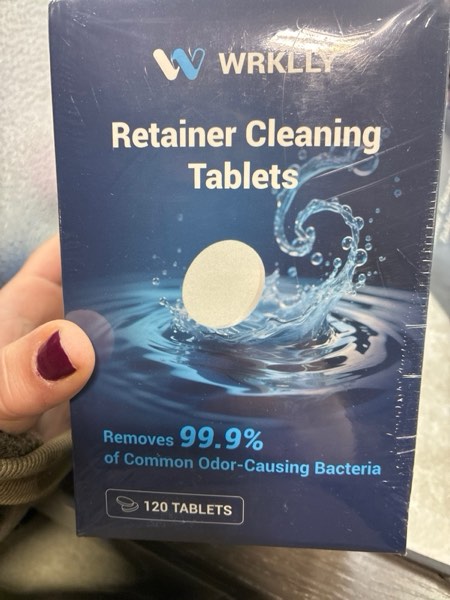 WRKLLY
Retainer Cleaning
Tablets
Removes 99.9%
of Common Odor-Causing Bacteria
120 TABLETS